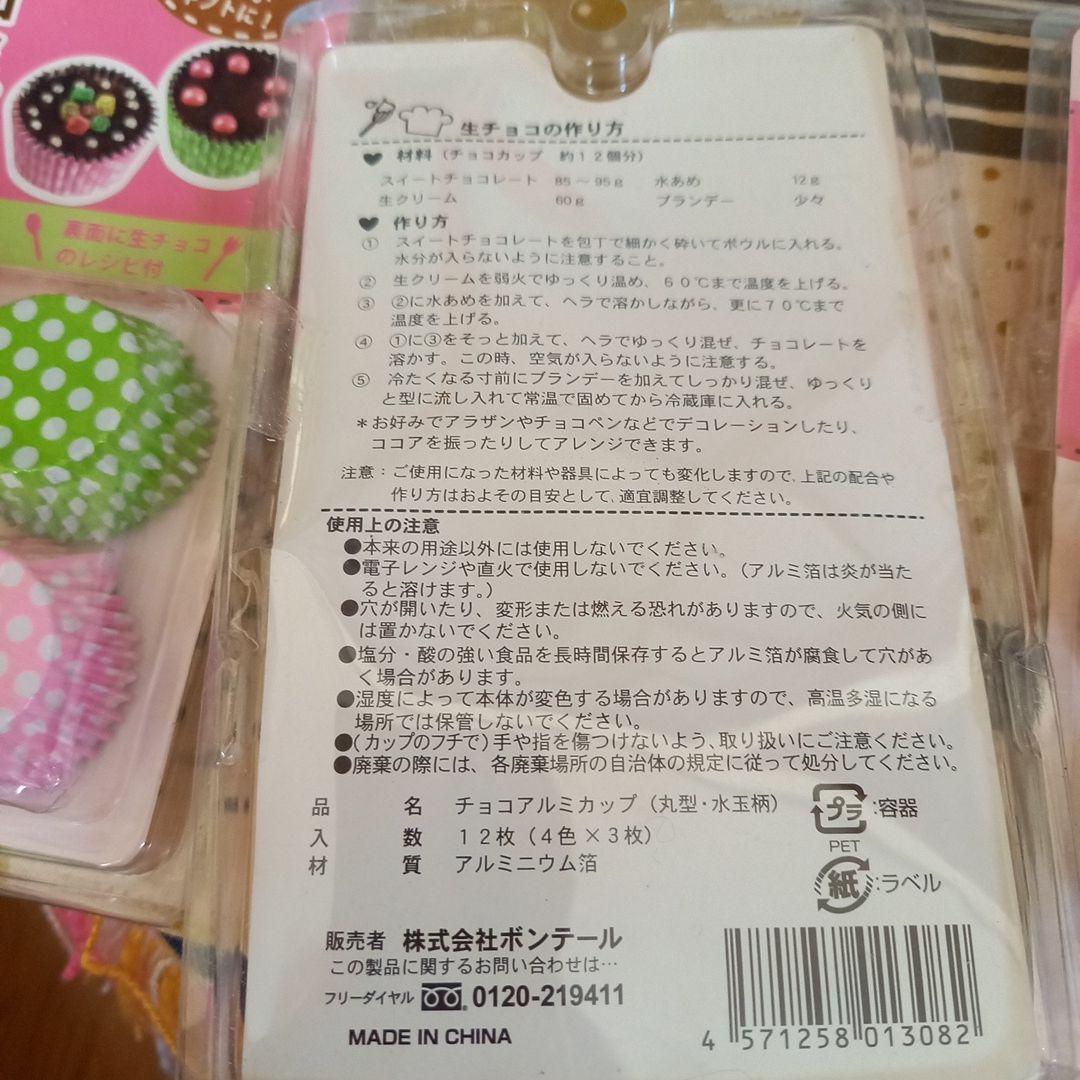 裏面に生チョコ
のレシピ付
生チョコの作り方
材料（チョコカップ 約１２個分）
スイートチョコレート 85～95g 水あめ 12g
生クリーム 60g ブランデー 少々
作り方
① スイートチョコレートを包丁で細かく砕いてボウルに入れる。
水分が入らないように注意すること。
② 生クリームを弱火でゆっくり温め、６０℃まで温度を上げる。
③ ②に水あめを加えて、ヘラで溶かしながら、更に７０℃まで
温度を上げる。
④ ①に③をそっと加えて、ヘラでゆっくり混ぜ、チョコレートを
溶かす。この時、空気が入らないように注意する。
⑤ 冷たくなる寸前にブランデーを加えてしっかり混ぜ、ゆっくり
と型に流し入れて常温で固めてから冷蔵庫に入れる。
＊お好みでアラザンやチョコペンなどでデコレーションしたり、
ココアを振ったりしてアレンジできます。
注意：ご使用になった材料や器具によっても変化しますので、上記の配合や
作り方はおよその目安として、適宜調整してください。
使用上の注意
●本来の用途以外には使用しないでください。
●電子レンジや直火で使用しないでください。（アルミ箔は炎が当た
ると溶けます。）
●穴が開いたり、変形または燃える恐れがありますので、火気の側に
は置かないでください。
●塩分・酸の強い食品を長時間保存するとアルミ箔が腐食して穴があ
く場合があります。
●湿度によって本体が変色する場合がありますので、高温多湿になる
場所では保管しないでください。
●（カップのフチで）手や指を傷つけないよう、取り扱いにご注意ください。
●廃棄の際には、各廃棄場所の自治体の規定に従って処分してください。
品 名 チョコアルミカップ（丸型・水玉柄）
入 数 １２枚（４色×３枚）
材 質 アルミニウム箔
プラ:容器
PET
紙:ラベル
販売者 株式会社ボンテール
この製品に関するお問い合わせは…
フリーダイヤル 0120-219411
MADE IN CHINA
4 571258 013082